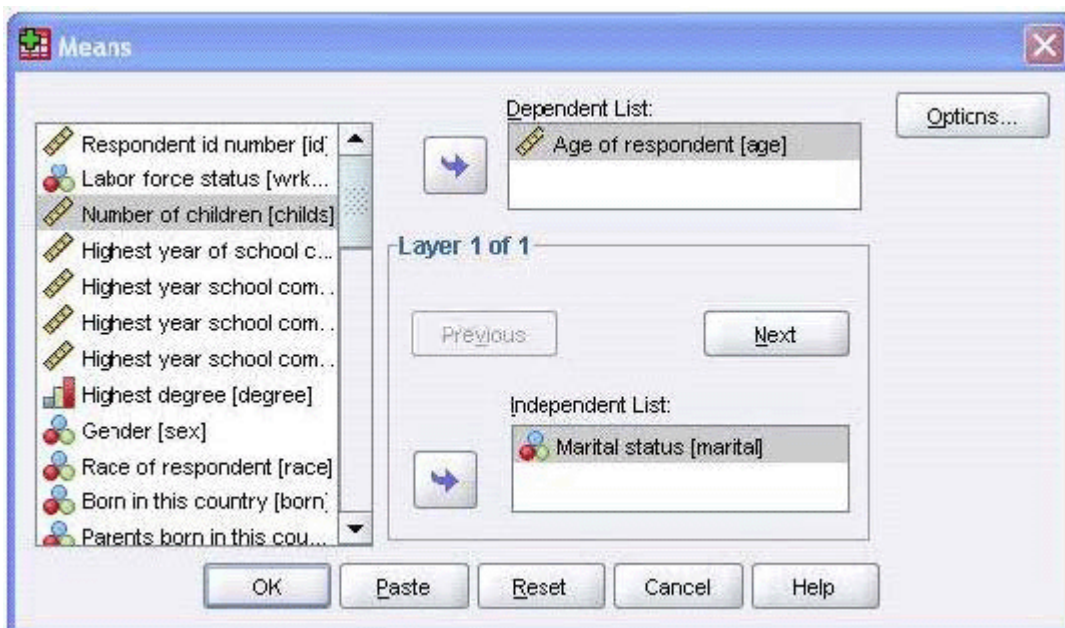 Means
Respondent id number [id]
Labor force status [wrk...
Number of children [childs]
Highest year of school c...
Highest year school com...
Highest year school com...
Highest year school com...
Highest degree [degree]
Gender [sex]
Race of respondent [race]
Born in this country [born]
Parents born in this cou...
Dependent List:
Age of respondent [age]
Options...
Layer 1 of 1
Previous
Next
Independent List:
Marital status [marital]
OK
Paste
Reset
Cancel
Help